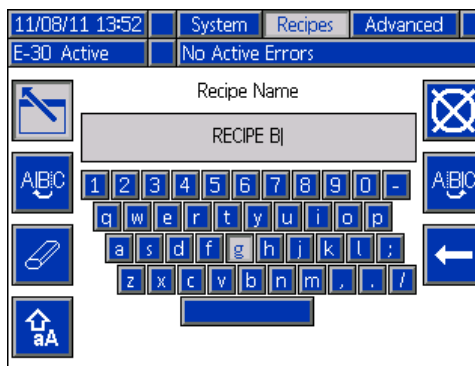 11/08/11 13:52 System Recipes Advanced
E-30 Active No Active Errors
Recipe Name
RECIPE B
ABC ABC
1 2 3 4 5 6 7 8 9 0 -
q w e r t y u i o p
a s d f g h j k l ;
z x c v b n m , . /
aA